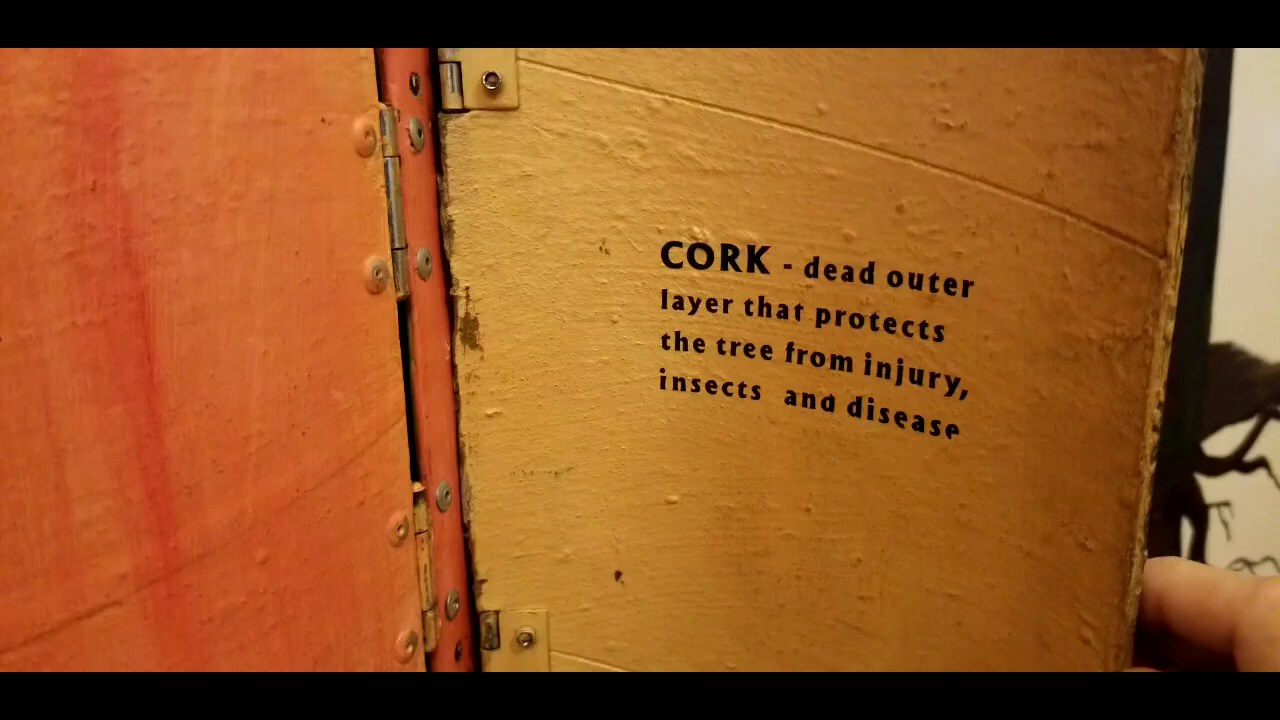 CORK - dead outer
layer that protects
the tree from injury,
insects and disease